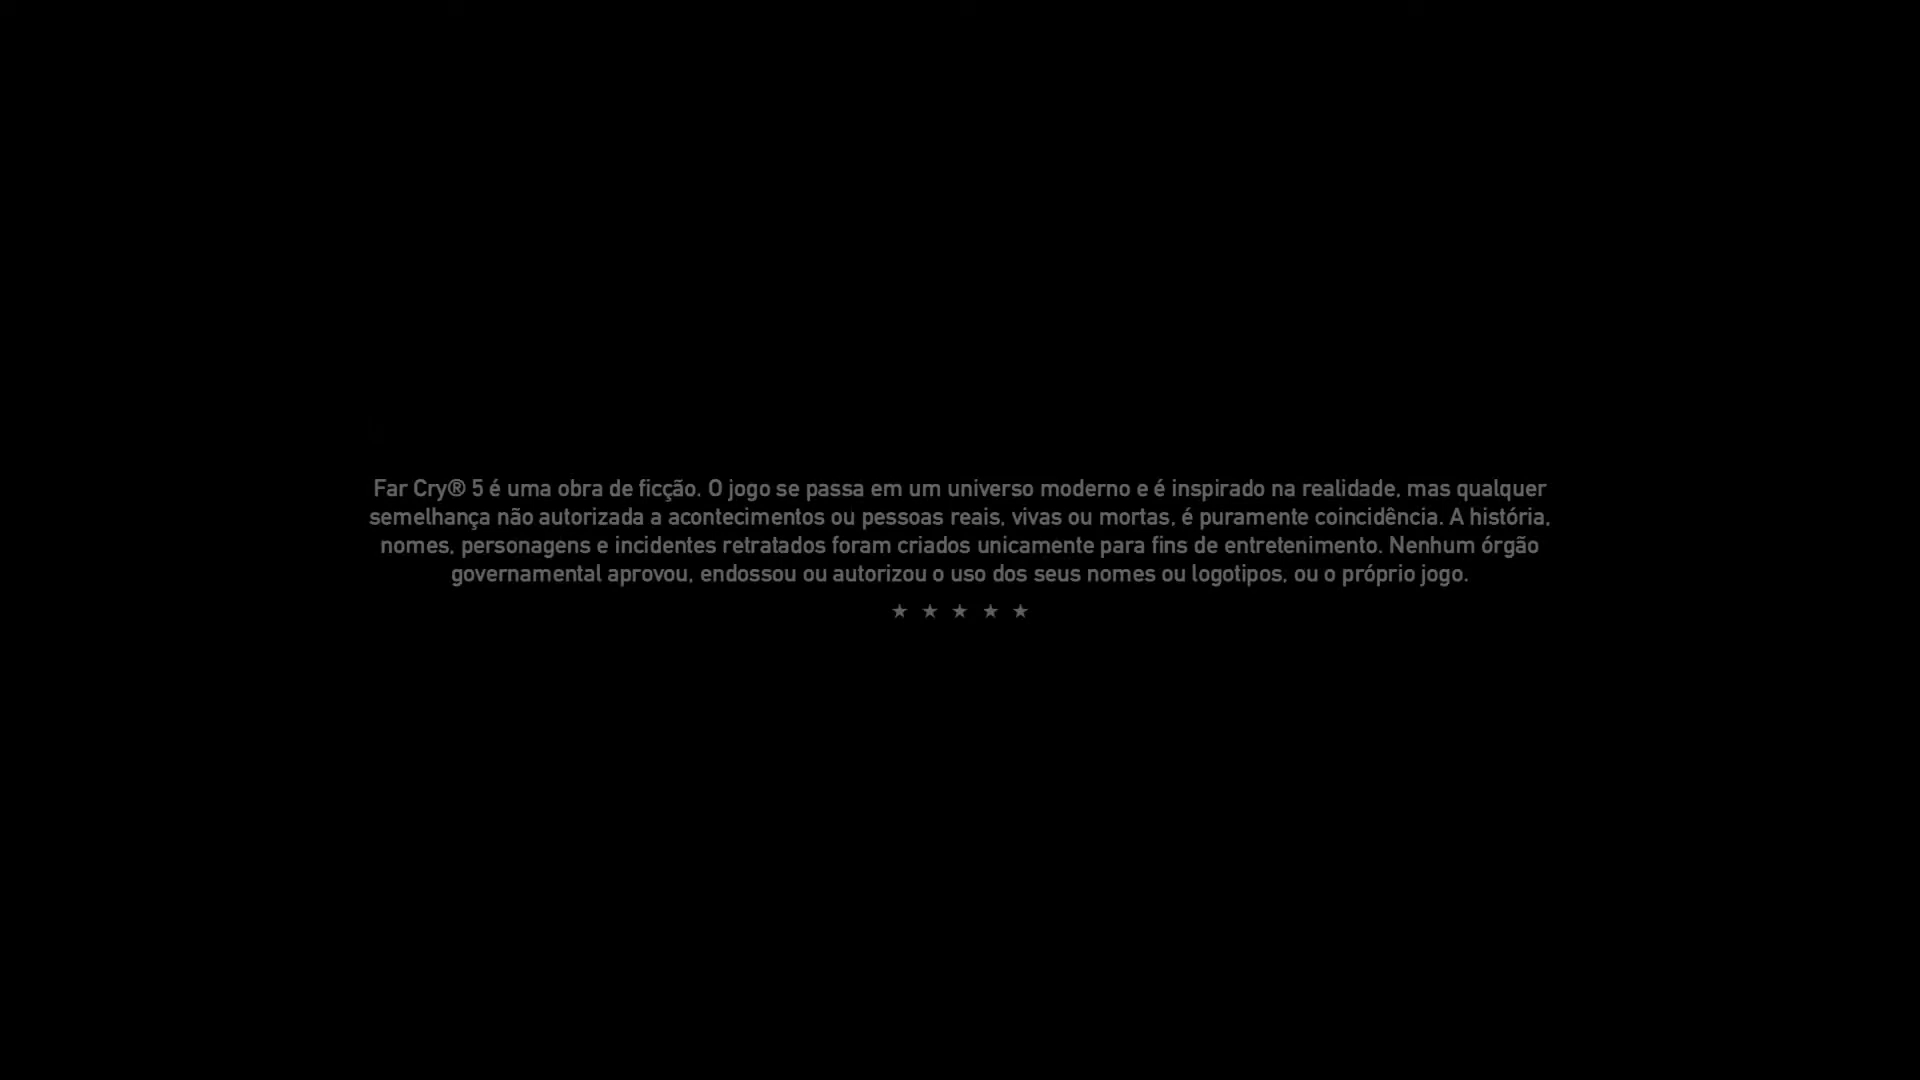 Far Cry® 5 é uma obra de ficção. O jogo se passa em um universo moderno e é inspirado na realidade, mas qualquer
semelhança não autorizada a acontecimentos ou pessoas reais, vivas ou mortas, é puramente coincidência. A história,
nomes, personagens e incidentes retratados foram criados unicamente para fins de entretenimento. Nenhum órgão
governamental aprovou, endossou ou autorizou o uso dos seus nomes ou logotipos, ou o próprio jogo.
★ ★ ★ ★ ★